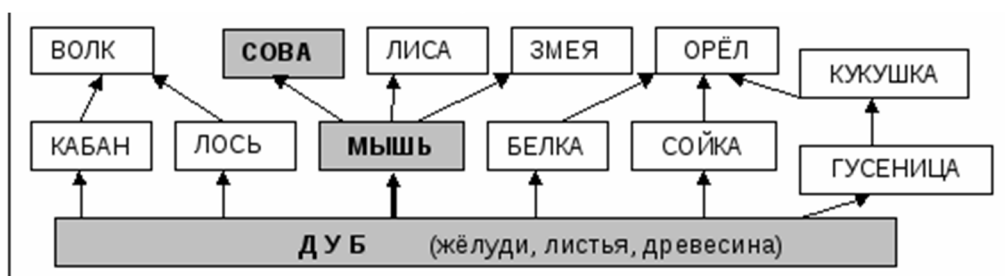 ВОЛК
СОВА
ЛИСА
ЗМЕЯ
ОРЁЛ
КУКУШКА
КАБАН
ЛОСЬ
МЫШЬ
БЕЛКА
СОЙКА
ГУСЕНИЦА
ДУБ (жёлуди, листья, древесина)